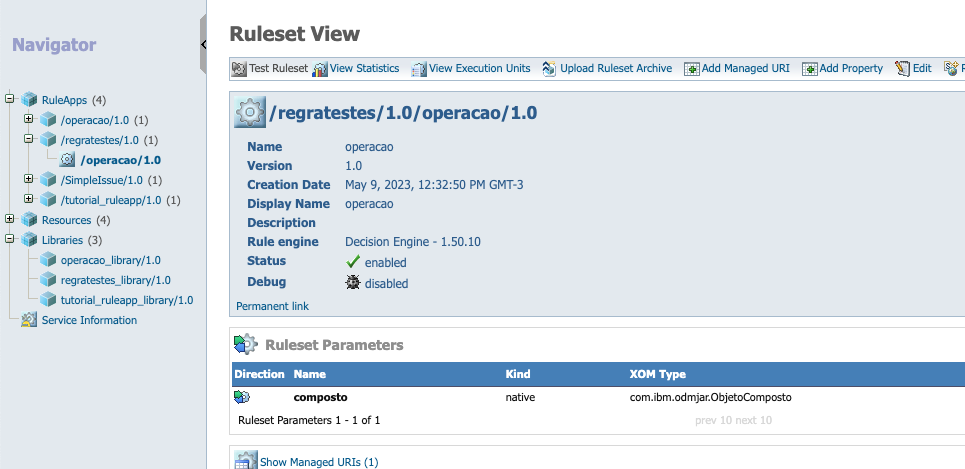 Navigator
RuleApps (4)
/operacao/1.0 (1)
/regratestes/1.0 (1)
/operacao/1.0
/SimpleIssue/1.0 (1)
/tutorial_ruleapp/1.0 (1)
Resources (4)
Libraries (3)
operacao_library/1.0
regratestes_library/1.0
tutorial_ruleapp_library/1.0
Service Information
Ruleset View
Test Ruleset View Statistics View Execution Units Upload Ruleset Archive Add Managed URI Add Property Edit
/regratestes/1.0/operacao/1.0
Name operacao
Version 1.0
Creation Date May 9, 2023, 12:32:50 PM GMT-3
Display Name operacao
Description
Rule engine Decision Engine - 1.50.10
Status enabled
Debug disabled
Permanent link
Ruleset Parameters
Direction Name Kind XOM Type
composto native com.ibm.odmjar.ObjetoComposto
Ruleset Parameters 1 - 1 of 1 prev 10 next 10
Show Managed URIs (1)